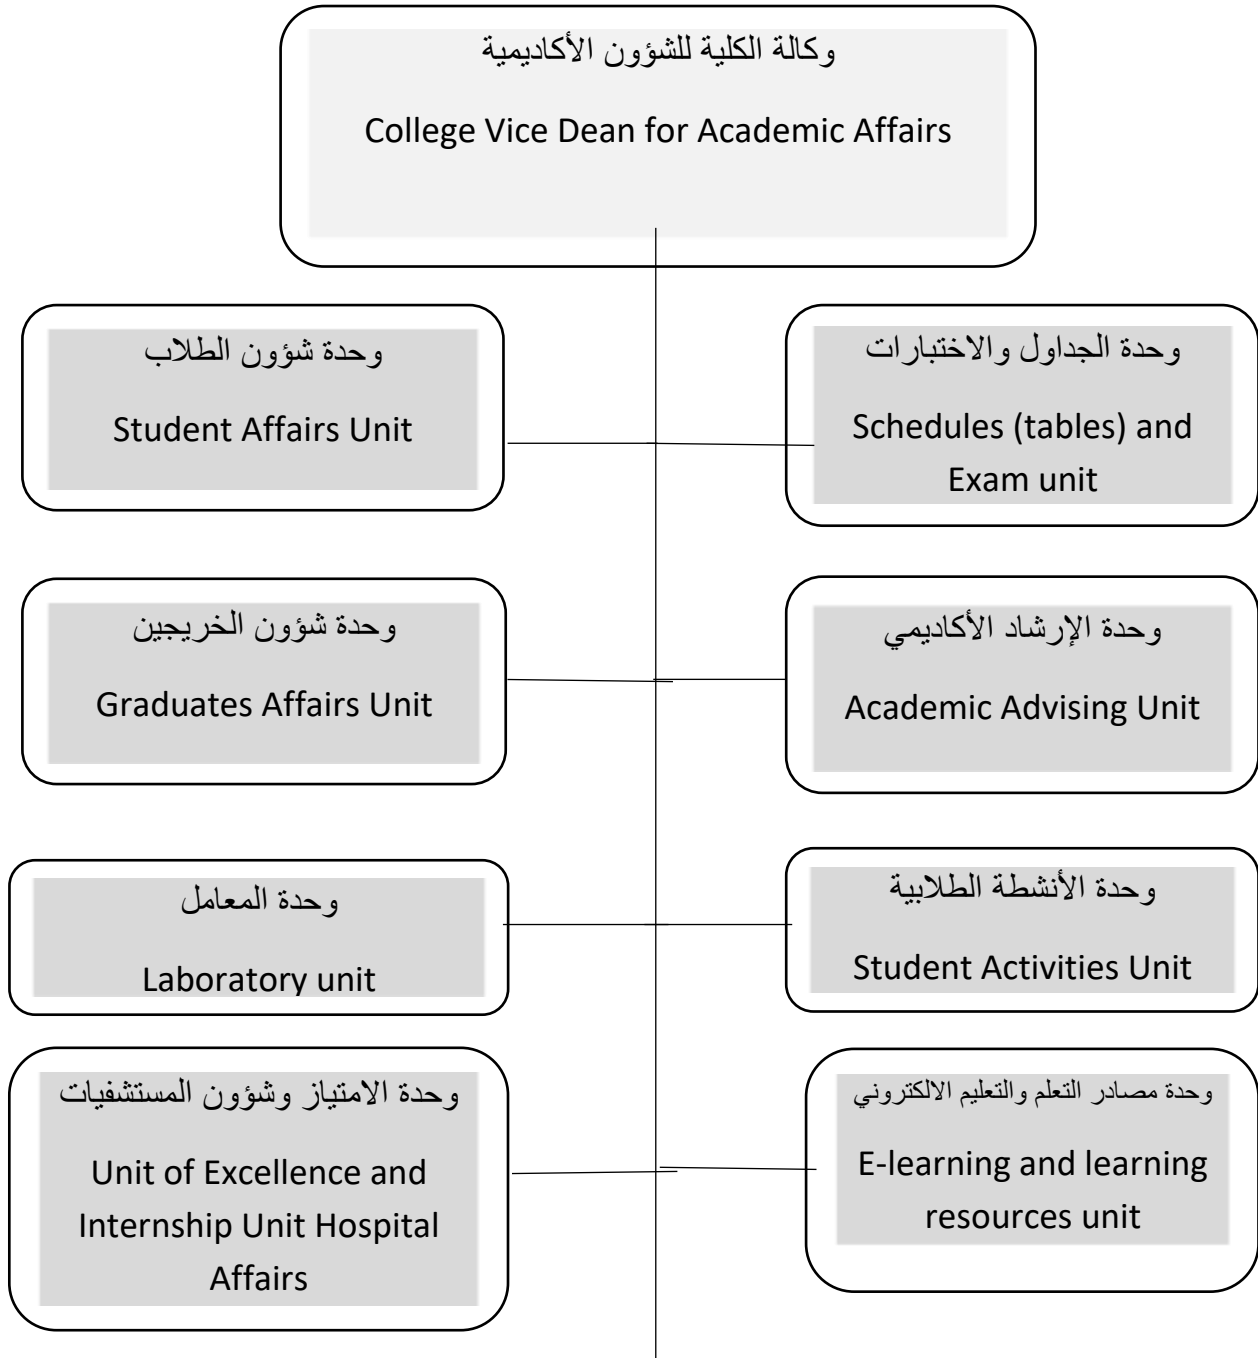 وكالة الكلية للشؤون الأكاديمية
College Vice Dean for Academic Affairs
وحدة شؤون الطلاب
Student Affairs Unit
وحدة الجداول والاختبارات
Schedules (tables) and
Exam unit
وحدة شؤون الخريجين
Graduates Affairs Unit
وحدة الإرشاد الأكاديمي
Academic Advising Unit
وحدة المعامل
Laboratory unit
وحدة الأنشطة الطلابية
Student Activities Unit
وحدة الامتياز وشؤون المستشفيات
Unit of Excellence and
Internship Unit Hospital
Affairs
وحدة مصادر التعلم والتعليم الالكتروني
E-learning and learning
resources unit